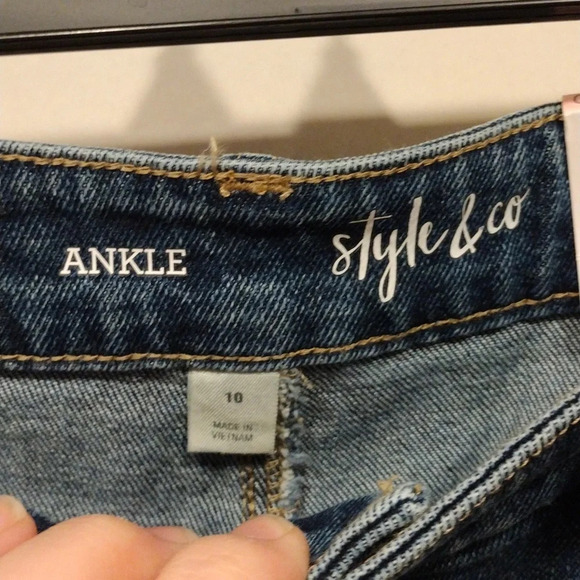 ANKLE
style & co
10
MADE IN
VIETNAM